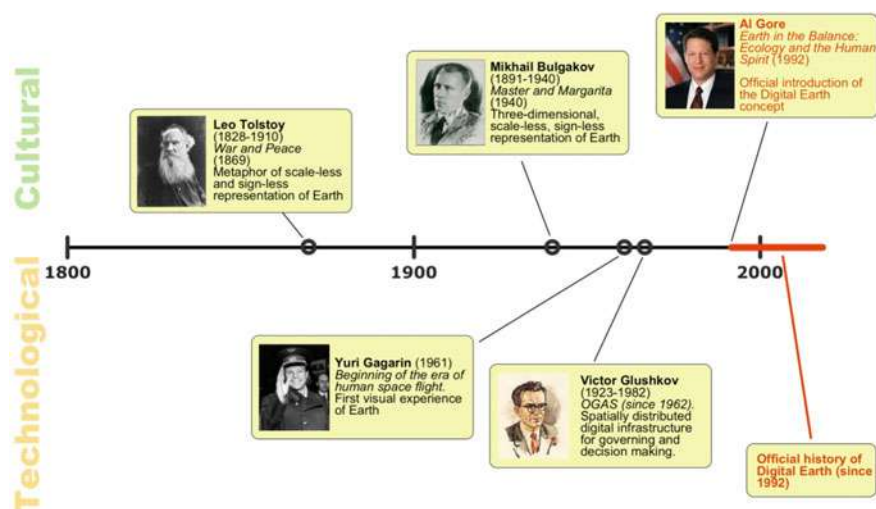 Cultural
Technological
Leo Tolstoy
(1828-1910)
War and Peace
(1869)
Metaphor of scale-less
and sign-less
representation of Earth
Mikhail Bulgakov
(1891-1940)
Master and Margarita
(1940)
Three-dimensional,
scale-less, sign-less
representation of Earth
Al Gore
Earth in the Balance:
Ecology and the Human
Spirit (1992)
Official introduction of
the Digital Earth
concept
1800
1900
2000
Yuri Gagarin (1961)
Beginning of the era of
human space flight.
First visual experience
of Earth
Victor Glushkov
(1923-1982)
OGAS (since 1962).
Spatially distributed
digital infrastructure
for governing and
decision making.
Official history of
Digital Earth (since
1992)